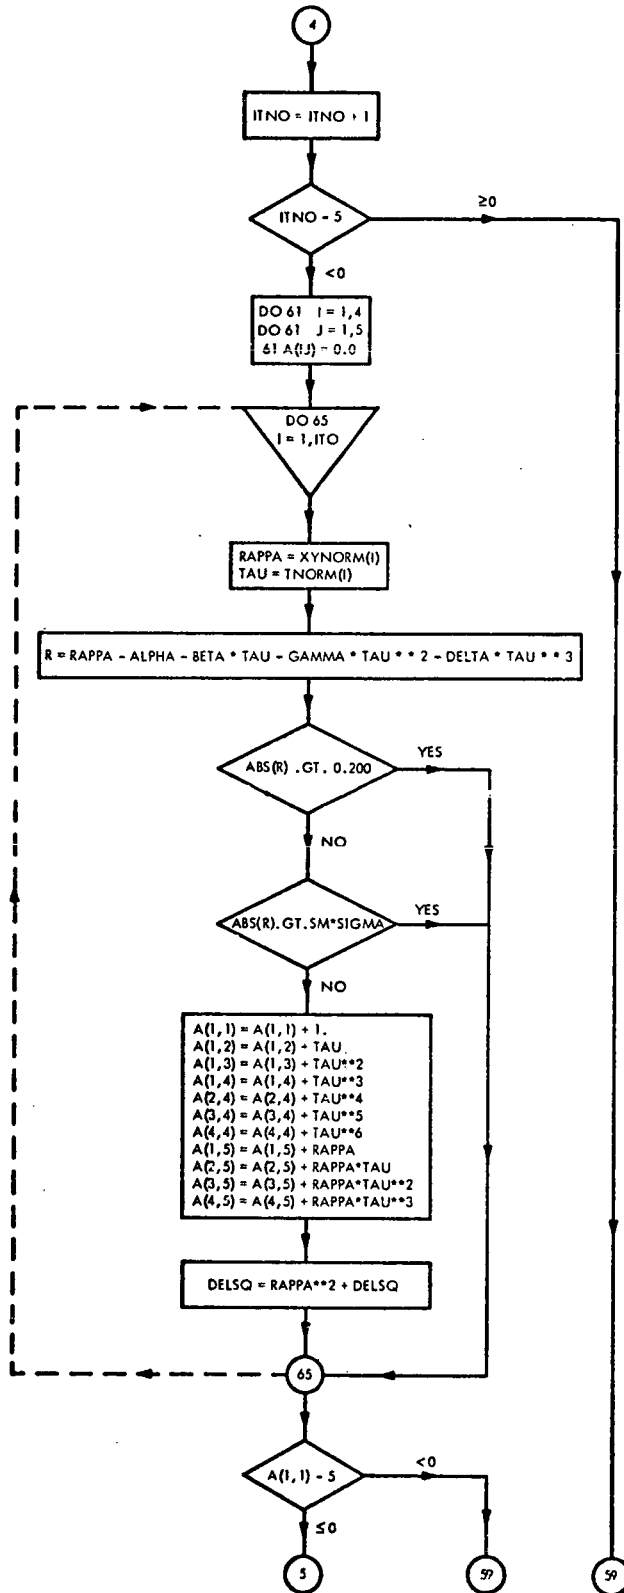 4
ITNO = ITNO + 1
ITNO - 5
≥0
<0
DO 61 I = 1,4
DO 61 J = 1,5
61 A(IJ) = 0.0
DO 65
I = 1,ITO
RAPPA = XYNORM(I)
TAU = TNORM(I)
R = RAPPA - ALPHA - BETA * TAU - GAMMA * TAU ** 2 - DELTA * TAU ** 3
ABS(R) .GT. 0.200
YES
NO
ABS(R).GT.SM*SIGMA
YES
NO
A(1,1) = A(1,1) + 1.
A(1,2) = A(1,2) + TAU
A(1,3) = A(1,3) + TAU**2
A(1,4) = A(1,4) + TAU**3
A(2,4) = A(2,4) + TAU**4
A(3,4) = A(3,4) + TAU**5
A(4,4) = A(4,4) + TAU**6
A(1,5) = A(1,5) + RAPPA
A(2,5) = A(2,5) + RAPPA*TAU
A(3,5) = A(3,5) + RAPPA*TAU**2
A(4,5) = A(4,5) + RAPPA*TAU**3
DELSQ = RAPPA**2 + DELSQ
65
A(1,1) - 5
<0
≤0
5
59
59